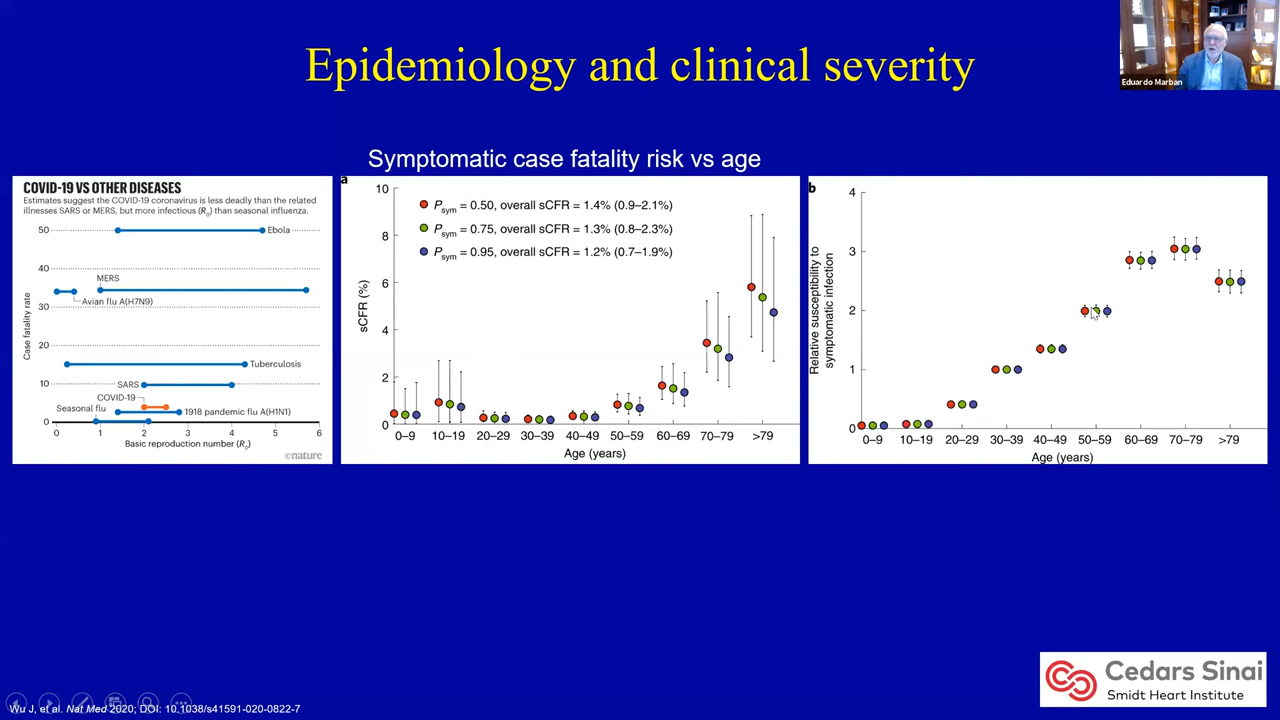 Epidemiology and clinical severity
Eduardo Marban
Symptomatic case fatality risk vs age
COVID-19 VS OTHER DISEASES
Estimates suggest the COVID-19 coronavirus is less deadly than the related
illnesses SARS or MERS, but more infectious (R₀) than seasonal influenza.
50
Ebola
40
MERS
Avian flu A(H7N9)
30
20
Tuberculosis
10
SARS
COVID-19
Seasonal flu
1918 pandemic flu A(H1N1)
0
0 1 2 3 4 5 6
Case fatality rate
Basic reproduction number (R₀)
©nature
a
10
8
6
4
2
0
sCFR (%)
Psym = 0.50, overall sCFR = 1.4% (0.9–2.1%)
Psym = 0.75, overall sCFR = 1.3% (0.8–2.3%)
Psym = 0.95, overall sCFR = 1.2% (0.7–1.9%)
0–9 10–19 20–29 30–39 40–49 50–59 60–69 70–79 >79
Age (years)
b
4
3
2
1
0
Relative susceptibility to
symptomatic infection
0–9 10–19 20–29 30–39 40–49 50–59 60–69 70–79 >79
Age (years)
Cedars Sinai
Smidt Heart Institute
Wu J, et al. Nat Med 2020; DOI: 10.1038/s41591-020-0822-7